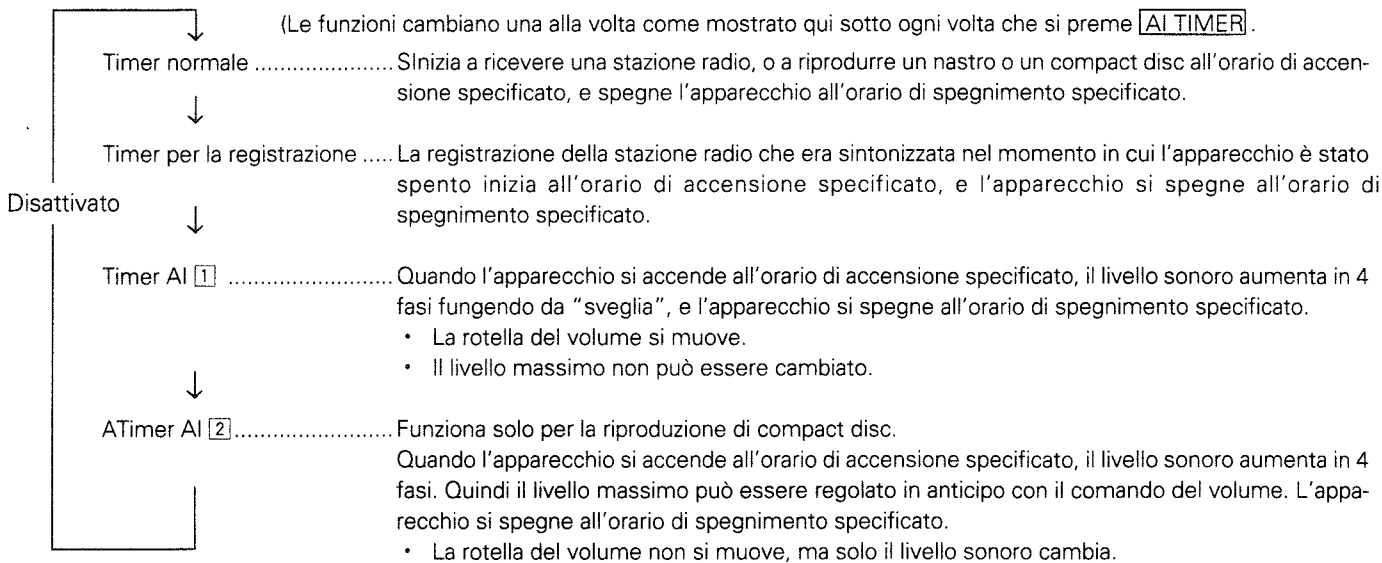 (Le funzioni cambiano una alla volta come mostrato qui sotto ogni volta che si preme AI TIMER.
Timer normale ...................... SInizia a ricevere una stazione radio, o a riprodurre un nastro o un compact disc all'orario di accen-
sione specificato, e spegne l'apparecchio all'orario di spegnimento specificato.
Timer per la registrazione ..... La registrazione della stazione radio che era sintonizzata nel momento in cui l'apparecchio è stato
spento inizia all'orario di accensione specificato, e l'apparecchio si spegne all'orario di
Disattivato
spegnimento specificato.
Timer AI 1 .......................... Quando l'apparecchio si accende all'orario di accensione specificato, il livello sonoro aumenta in 4
fasi fungendo da "sveglia", e l'apparecchio si spegne all'orario di spegnimento specificato.
· La rotella del volume si muove.
· Il livello massimo non può essere cambiato.
ATimer AI 2 ......................... Funziona solo per la riproduzione di compact disc.
Quando l'apparecchio si accende all'orario di accensione specificato, il livello sonoro aumenta in 4
fasi. Quindi il livello massimo può essere regolato in anticipo con il comando del volume. L'appa-
recchio si spegne all'orario di spegnimento specificato.
· La rotella del volume non si muove, ma solo il livello sonoro cambia.